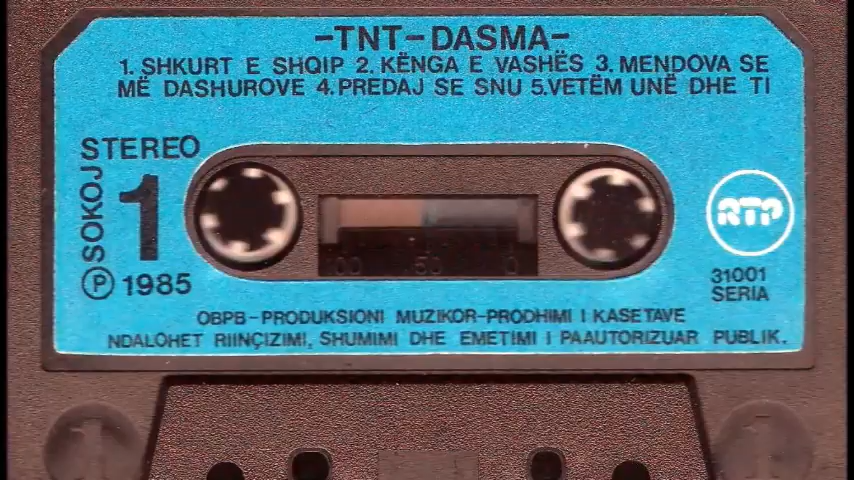 -TNT-DASMA-
1. SHKURT E SHQIP 2. KËNGA E VASHËS 3. MENDOVA SE
MË DASHUROVE 4. PREDAJ SE SNU 5. VETËM UNË DHE TI
STEREO
1
SOKOJ
Ⓟ 1985
100 50 0
RTP
31001
SERIA
OBPB-PRODUKSIONI MUZIKOR-PRODHIMI I KASETAVE
NDALOHET RIINÇIZIMI, SHUMIMI DHE EMETIMI I PAAUTORIZUAR PUBLIK.
1
1